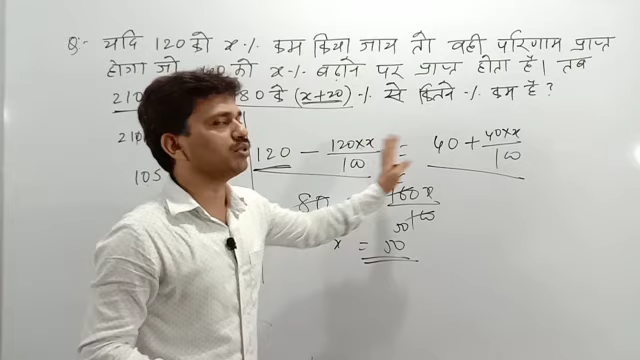 Q:- यदि 120 को x % कम किया जाय तो वही परिणाम प्राप्त
होगा जो 40 को x % बढ़ाने पर प्राप्त होता है। तब
210 80 के (x+20) % से कितने % कम है ?
120 - 120×x/100 = 40 + 40×x/100
210
105
80 160x/100
50
x = 50